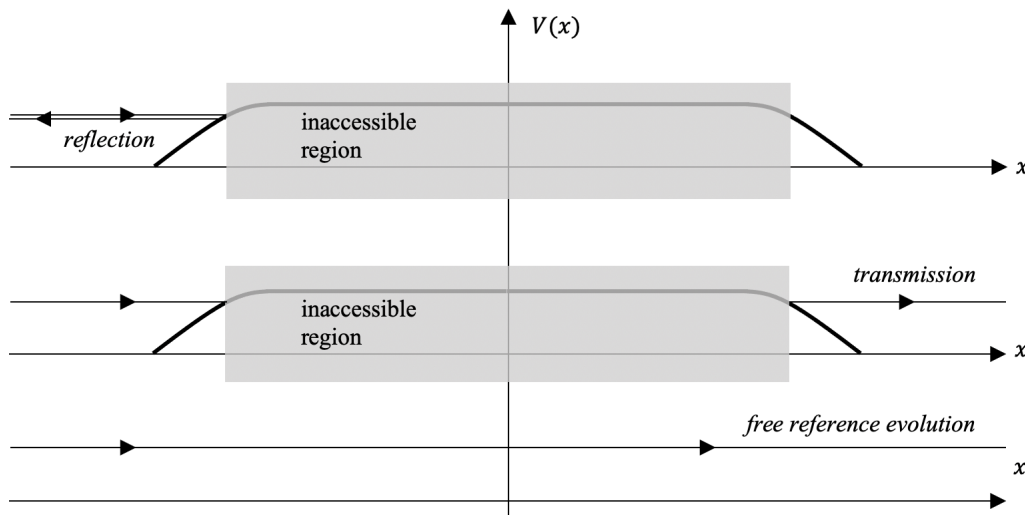 V(x)
inaccessible
region
reflection
x
transmission
inaccessible
region
x
free reference evolution
x